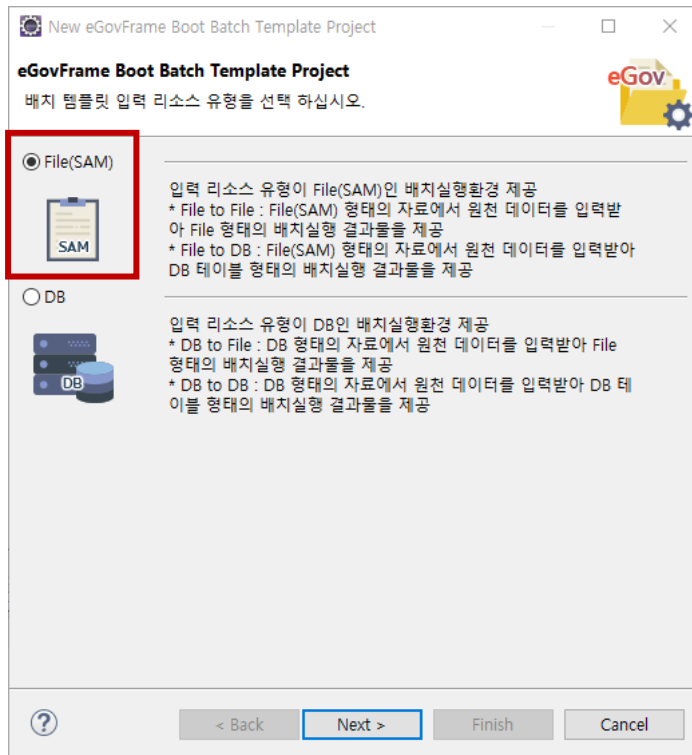 New eGovFrame Boot Batch Template Project
eGovFrame Boot Batch Template Project
배치 템플릿 입력 리소스 유형을 선택 하십시오.
eGov
File(SAM)
SAM
입력 리소스 유형이 File(SAM)인 배치실행환경 제공
* File to File : File(SAM) 형태의 자료에서 원천 데이터를 입력받
아 File 형태의 배치실행 결과물을 제공
* File to DB : File(SAM) 형태의 자료에서 원천 데이터를 입력받아
DB 테이블 형태의 배치실행 결과물을 제공
DB
DB
입력 리소스 유형이 DB인 배치실행환경 제공
* DB to File : DB 형태의 자료에서 원천 데이터를 입력받아 File
형태의 배치실행 결과물을 제공
* DB to DB : DB 형태의 자료에서 원천 데이터를 입력받아 DB 테
이블 형태의 배치실행 결과물을 제공
?
< Back
Next >
Finish
Cancel